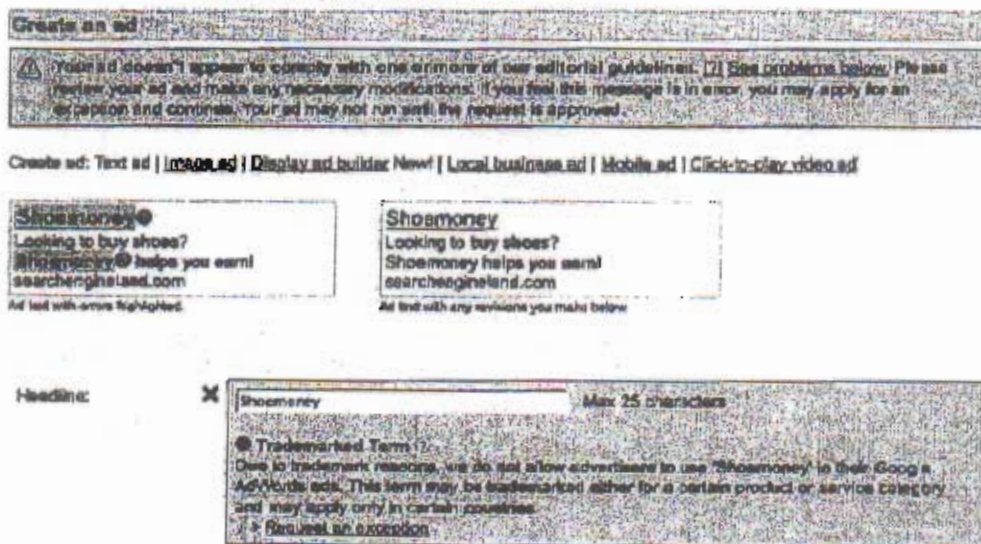 Create an ad
Your ad doesn't appear to comply with one or more of our editorial guidelines. [?] See problems below. Please
review your ad and make any necessary modifications. If you feel this message is in error, you may apply for an
exception and continue. Your ad may not run until the request is approved.
Create ad: Text ad | Image ad | Display ad builder New! | Local business ad | Mobile ad | Click-to-play video ad
Shoemoney
Looking to buy shoes?
Shoemoney helps you earn!
searchengineland.com
Ad text with errors highlighted.
Shoemoney
Looking to buy shoes?
Shoemoney helps you earn!
searchengineland.com
Ad text with any revisions you make below
Headline:
Shoemoney
Max 25 characters
Trademarked Term [?]
Due to trademark reasons, we do not allow advertisers to use 'Shoemoney' in their Google
AdWords ads. This term may be trademarked either for a certain product or service category
and may apply only in certain countries.
Request an exception